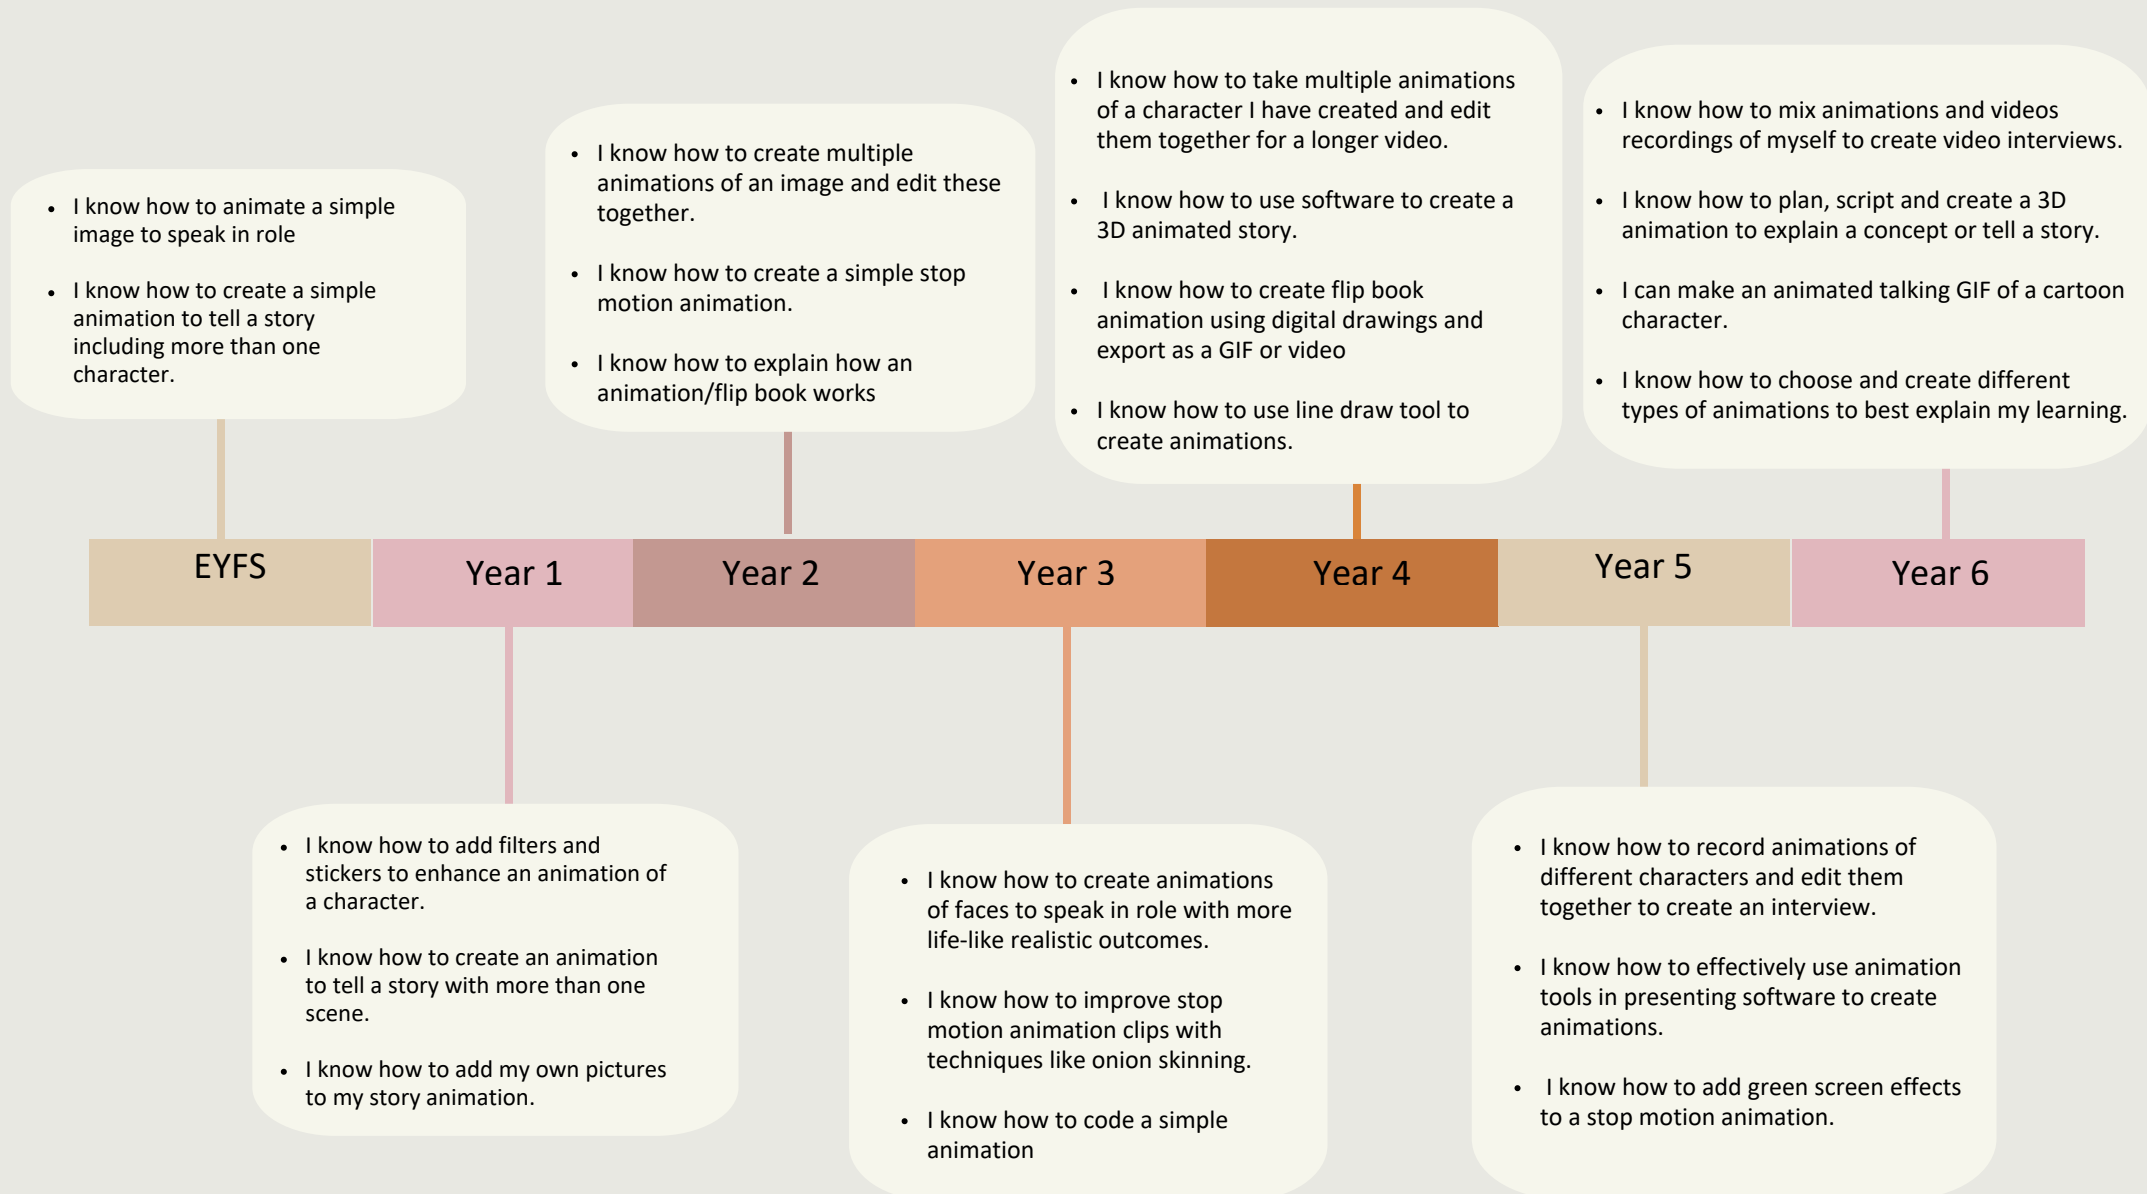 • I know how to animate a simple
image to speak in role
• I know how to create a simple
animation to tell a story
including more than one
character.
• I know how to create multiple
animations of an image and edit these
together.
• I know how to create a simple stop
motion animation.
• I know how to explain how an
animation/flip book works
• I know how to take multiple animations
of a character I have created and edit
them together for a longer video.
• I know how to use software to create a
3D animated story.
• I know how to create flip book
animation using digital drawings and
export as a GIF or video
• I know how to use line draw tool to
create animations.
• I know how to mix animations and videos
recordings of myself to create video interviews.
• I know how to plan, script and create a 3D
animation to explain a concept or tell a story.
• I can make an animated talking GIF of a cartoon
character.
• I know how to choose and create different
types of animations to best explain my learning.
EYFS
Year 1
Year 2
Year 3
Year 4
Year 5
Year 6
• I know how to add filters and
stickers to enhance an animation of
a character.
• I know how to create an animation
to tell a story with more than one
scene.
• I know how to add my own pictures
to my story animation.
• I know how to create animations
of faces to speak in role with more
life-like realistic outcomes.
• I know how to improve stop
motion animation clips with
techniques like onion skinning.
• I know how to code a simple
animation
• I know how to record animations of
different characters and edit them
together to create an interview.
• I know how to effectively use animation
tools in presenting software to create
animations.
• I know how to add green screen effects
to a stop motion animation.